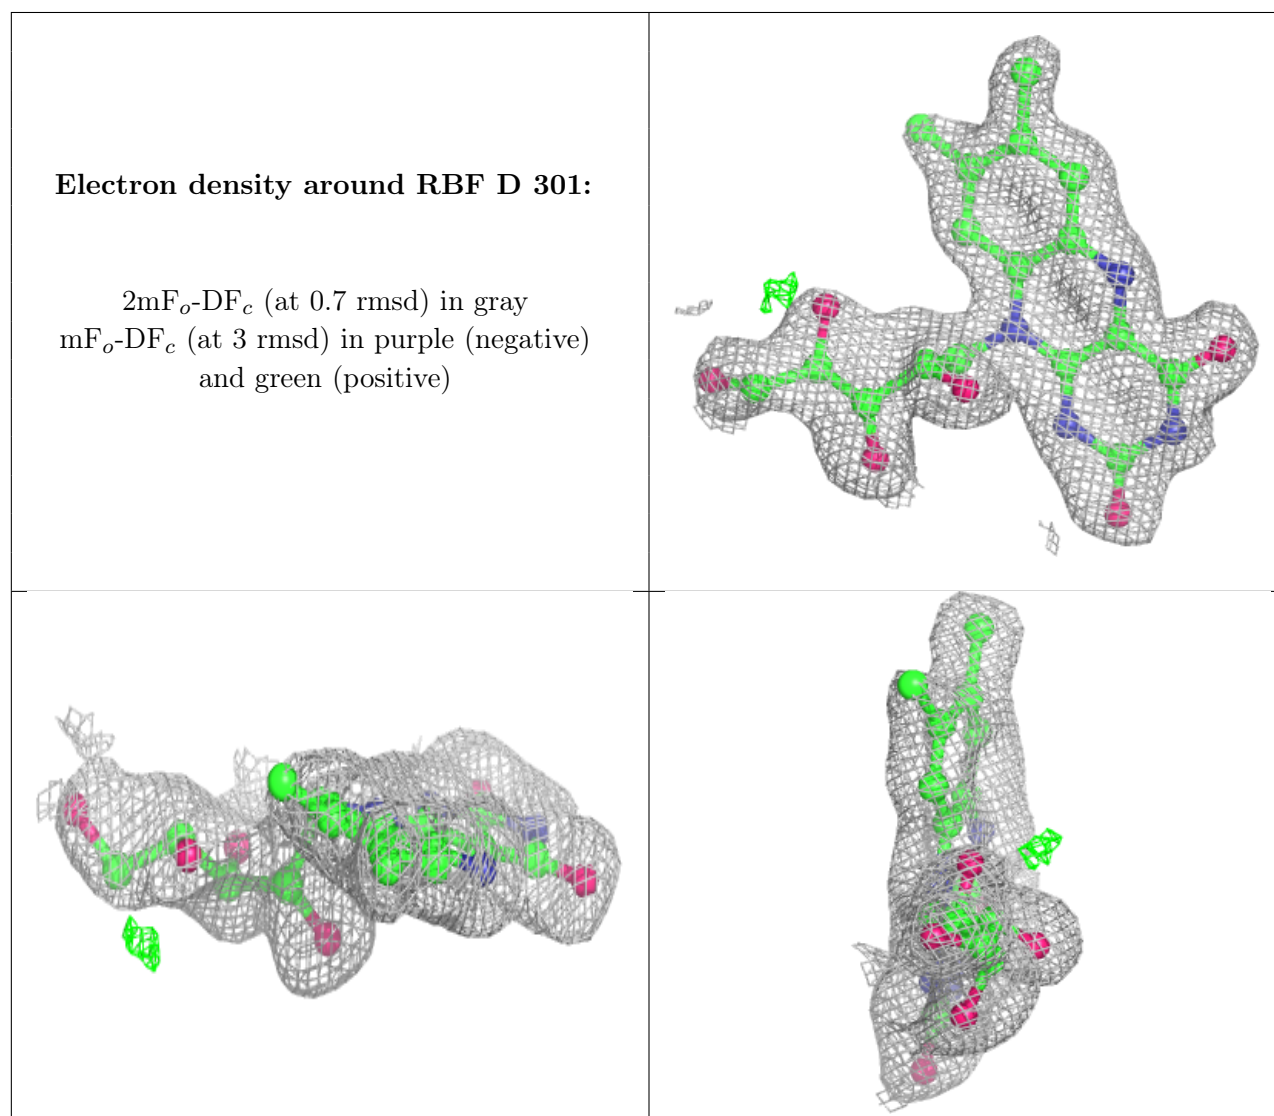 Electron density around RBF D 301:
2mFo-DFc (at 0.7 rmsd) in gray
mFo-DFc (at 3 rmsd) in purple (negative)
and green (positive)